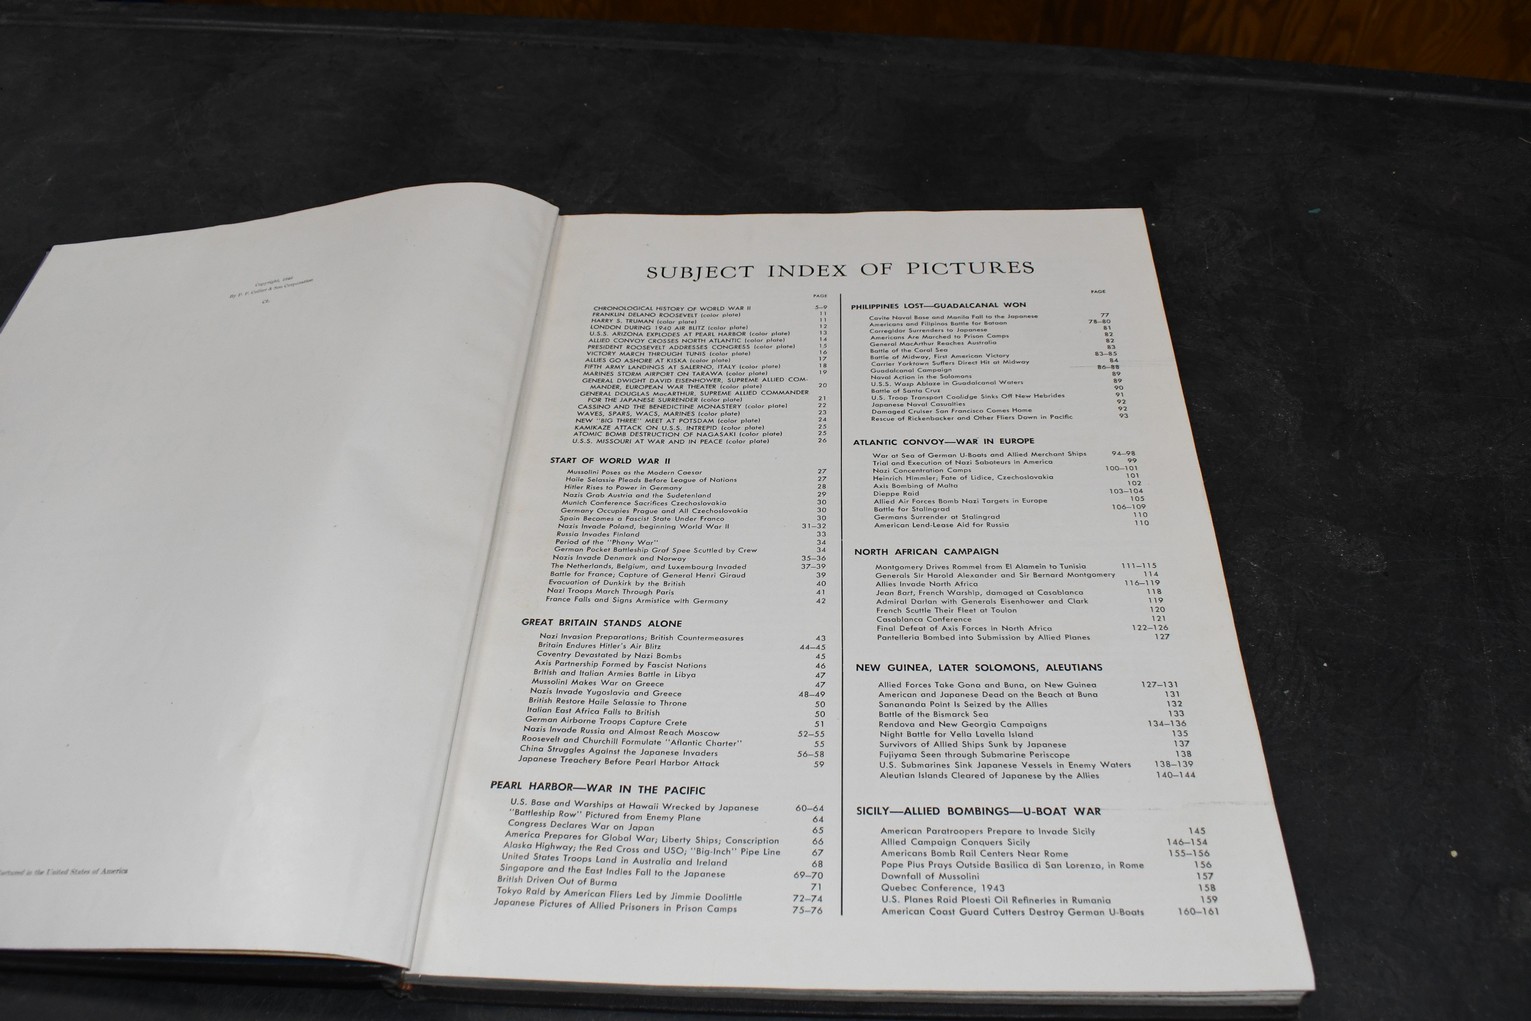 Copyright, 1946
By P. F. Collier & Son Corporation
Manufactured in the United States of America
SUBJECT INDEX OF PICTURES
PAGE
CHRONOLOGICAL HISTORY OF WORLD WAR II 5–9
FRANKLIN DELANO ROOSEVELT (color plate) 11
HARRY S. TRUMAN (color plate) 11
LONDON DURING 1940 AIR BLITZ (color plate) 12
U.S.S. ARIZONA EXPLODES AT PEARL HARBOR (color plate) 13
ALLIED CONVOY CROSSES NORTH ATLANTIC (color plate) 14
PRESIDENT ROOSEVELT ADDRESSES CONGRESS (color plate) 15
VICTORY MARCH THROUGH TUNIS (color plate) 16
ALLIES GO ASHORE AT KISKA (color plate) 17
FIFTH ARMY LANDINGS AT SALERNO, ITALY (color plate) 18
MARINES STORM AIRPORT ON TARAWA (color plate) 19
GENERAL DWIGHT DAVID EISENHOWER, SUPREME ALLIED COM-
MANDER, EUROPEAN WAR THEATER (color plate) 20
GENERAL DOUGLAS MacARTHUR, SUPREME ALLIED COMMANDER
FOR THE JAPANESE SURRENDER (color plate) 21
CASSINO AND THE BENEDICTINE MONASTERY (color plate) 22
WAVES, SPARS, WACS, MARINES (color plate) 23
NEW "BIG THREE" MEET AT POTSDAM (color plate) 24
KAMIKAZE ATTACK ON U.S.S. INTREPID (color plate) 25
ATOMIC BOMB DESTRUCTION OF NAGASAKI (color plate) 25
U.S.S. MISSOURI AT WAR AND IN PEACE (color plate) 26
START OF WORLD WAR II
Mussolini Poses as the Modern Caesar 27
Haile Selassie Pleads Before League of Nations 27
Hitler Rises to Power in Germany 28
Nazis Grab Austria and the Sudetenland 29
Munich Conference Sacrifices Czechoslovakia 30
Germany Occupies Prague and All Czechoslovakia 30
Spain Becomes a Fascist State Under Franco 30
Nazis Invade Poland, beginning World War II 31–32
Russia Invades Finland 33
Period of the "Phony War" 34
German Pocket Battleship Graf Spee Scuttled by Crew 34
Nazis Invade Denmark and Norway 35–36
The Netherlands, Belgium, and Luxembourg Invaded 37–39
Battle for France; Capture of General Henri Giraud 39
Evacuation of Dunkirk by the British 40
Nazi Troops March Through Paris 41
France Falls and Signs Armistice with Germany 42
GREAT BRITAIN STANDS ALONE
Nazi Invasion Preparations; British Countermeasures 43
Britain Endures Hitler's Air Blitz 44–45
Coventry Devastated by Nazi Bombs 45
Axis Partnership Formed by Fascist Nations 46
British and Italian Armies Battle in Libya 47
Mussolini Makes War on Greece 47
Nazis Invade Yugoslavia and Greece 48–49
British Restore Haile Selassie to Throne 50
Italian East Africa Falls to British 50
German Airborne Troops Capture Crete 51
Nazis Invade Russia and Almost Reach Moscow 52–55
Roosevelt and Churchill Formulate "Atlantic Charter" 55
China Struggles Against the Japanese Invaders 56–58
Japanese Treachery Before Pearl Harbor Attack 59
PEARL HARBOR—WAR IN THE PACIFIC
U.S. Base and Warships at Hawaii Wrecked by Japanese 60–64
"Battleship Row" Pictured from Enemy Plane 64
Congress Declares War on Japan 65
America Prepares for Global War; Liberty Ships; Conscription 66
Alaska Highway; the Red Cross and USO; "Big-Inch" Pipe Line 67
United States Troops Land in Australia and Ireland 68
Singapore and the East Indies Fall to the Japanese 69–70
British Driven Out of Burma 71
Tokyo Raid by American Fliers Led by Jimmie Doolittle 72–74
Japanese Pictures of Allied Prisoners in Prison Camps 75–76
PAGE
PHILIPPINES LOST—GUADALCANAL WON
Cavite Naval Base and Manila Fall to the Japanese 77
Americans and Filipinos Battle for Bataan 78–80
Corregidor Surrenders to Japanese 81
Americans Are Marched to Prison Camps 82
General MacArthur Reaches Australia 82
Battle of the Coral Sea 83
Battle of Midway, First American Victory 83–85
Carrier Yorktown Suffers Direct Hit at Midway 84
Guadalcanal Campaign 86–88
Naval Action in the Solomons 89
U.S.S. Wasp Ablaze in Guadalcanal Waters 89
Battle of Santa Cruz 90
U.S. Troop Transport Coolidge Sinks Off New Hebrides 91
Japanese Naval Casualties 92
Damaged Cruiser San Francisco Comes Home 92
Rescue of Rickenbacker and Other Fliers Down in Pacific 93
ATLANTIC CONVOY—WAR IN EUROPE
War at Sea of German U-Boats and Allied Merchant Ships 94–98
Trial and Execution of Nazi Saboteurs in America 99
Nazi Concentration Camps 100–101
Heinrich Himmler; Fate of Lidice, Czechoslovakia 101
Axis Bombing of Malta 102
Dieppe Raid 103–104
Allied Air Forces Bomb Nazi Targets in Europe 105
Battle for Stalingrad 106–109
Germans Surrender at Stalingrad 110
American Lend-Lease Aid for Russia 110
NORTH AFRICAN CAMPAIGN
Montgomery Drives Rommel from El Alamein to Tunisia 111–115
Generals Sir Harold Alexander and Sir Bernard Montgomery 114
Allies Invade North Africa 116–119
Jean Bart, French Warship, damaged at Casablanca 118
Admiral Darlan with Generals Eisenhower and Clark 119
French Scuttle Their Fleet at Toulon 120
Casablanca Conference 121
Final Defeat of Axis Forces in North Africa 122–126
Pantelleria Bombed into Submission by Allied Planes 127
NEW GUINEA, LATER SOLOMONS, ALEUTIANS
Allied Forces Take Gona and Buna, on New Guinea 127–131
American and Japanese Dead on the Beach at Buna 131
Sanananda Point Is Seized by the Allies 132
Battle of the Bismarck Sea 133
Rendova and New Georgia Campaigns 134–136
Night Battle for Vella Lavella Island 135
Survivors of Allied Ships Sunk by Japanese 137
Fujiyama Seen through Submarine Periscope 138
U.S. Submarines Sink Japanese Vessels in Enemy Waters 138–139
Aleutian Islands Cleared of Japanese by the Allies 140–144
SICILY—ALLIED BOMBINGS—U-BOAT WAR
American Paratroopers Prepare to Invade Sicily 145
Allied Campaign Conquers Sicily 146–154
Americans Bomb Rail Centers Near Rome 155–156
Pope Pius Prays Outside Basilica di San Lorenzo, in Rome 156
Downfall of Mussolini 157
Quebec Conference, 1943 158
U.S. Planes Raid Ploesti Oil Refineries in Rumania 159
American Coast Guard Cutters Destroy German U-Boats 160–161